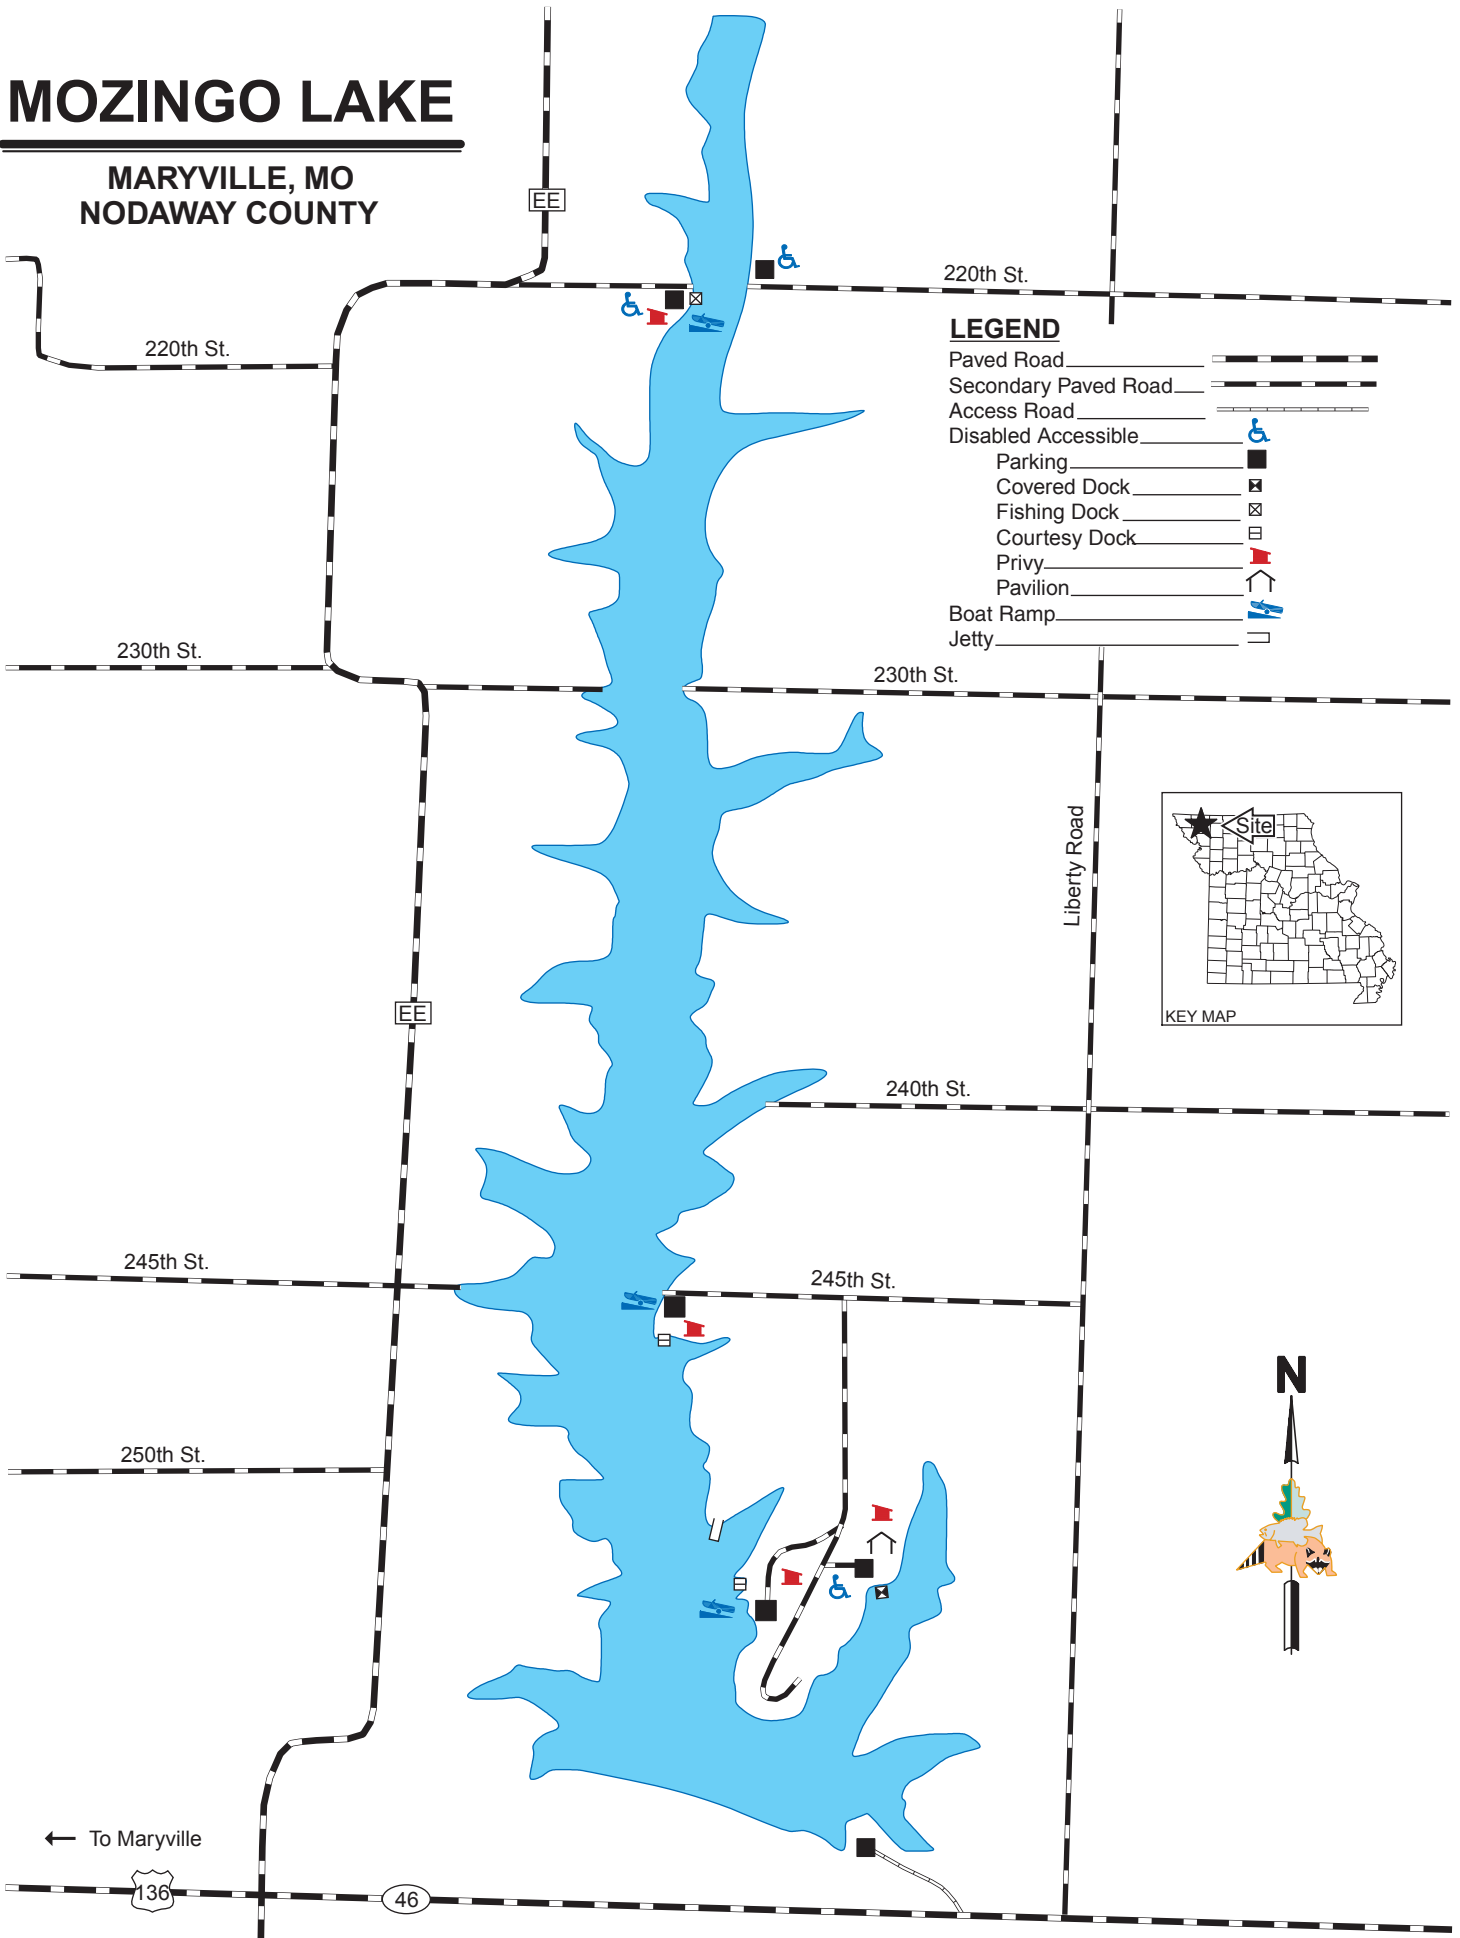 MOZINGO LAKE
MARYVILLE, MO
NODAWAY COUNTY
EE
220th St.
220th St.
LEGEND
Paved Road
Secondary Paved Road
Access Road
Disabled Accessible
Parking
Covered Dock
Fishing Dock
Courtesy Dock
Privy
Pavilion
Boat Ramp
Jetty
230th St.
230th St.
Liberty Road
Site
KEY MAP
EE
240th St.
245th St.
245th St.
N
250th St.
To Maryville
136
46